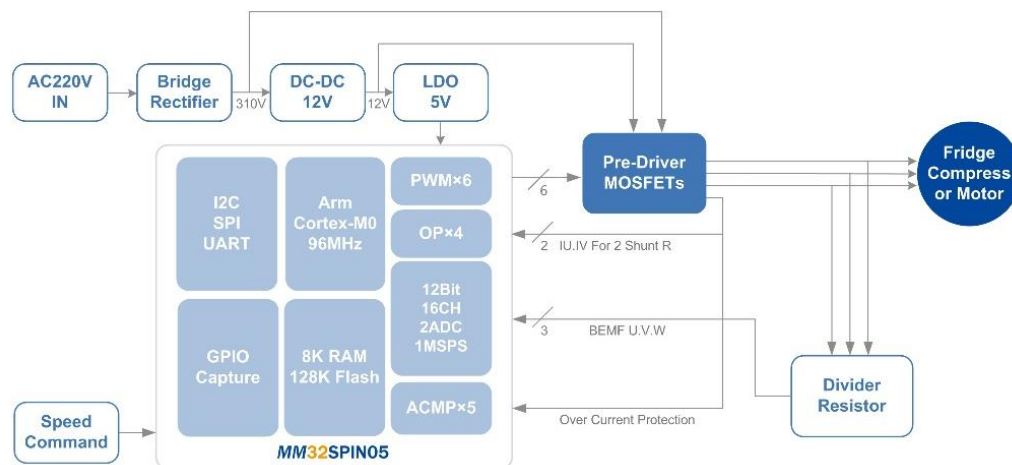 AC220V
IN
Bridge
Rectifier
310V
DC-DC
12V
12V
LDO
5V
I2C
SPI
UART
Arm
Cortex-M0
96MHz
PWM×6
OP×4
12Bit
16CH
2ADC
1MSPS
GPIO
Capture
8K RAM
128K Flash
ACMP×5
MM32SPIN05
Speed
Command
6
Pre-Driver
MOSFETs
Fridge
Compress
or Motor
2
IU.IV For 2 Shunt R
3
BEMF U.V.W
Over Current Protection
Divider
Resistor